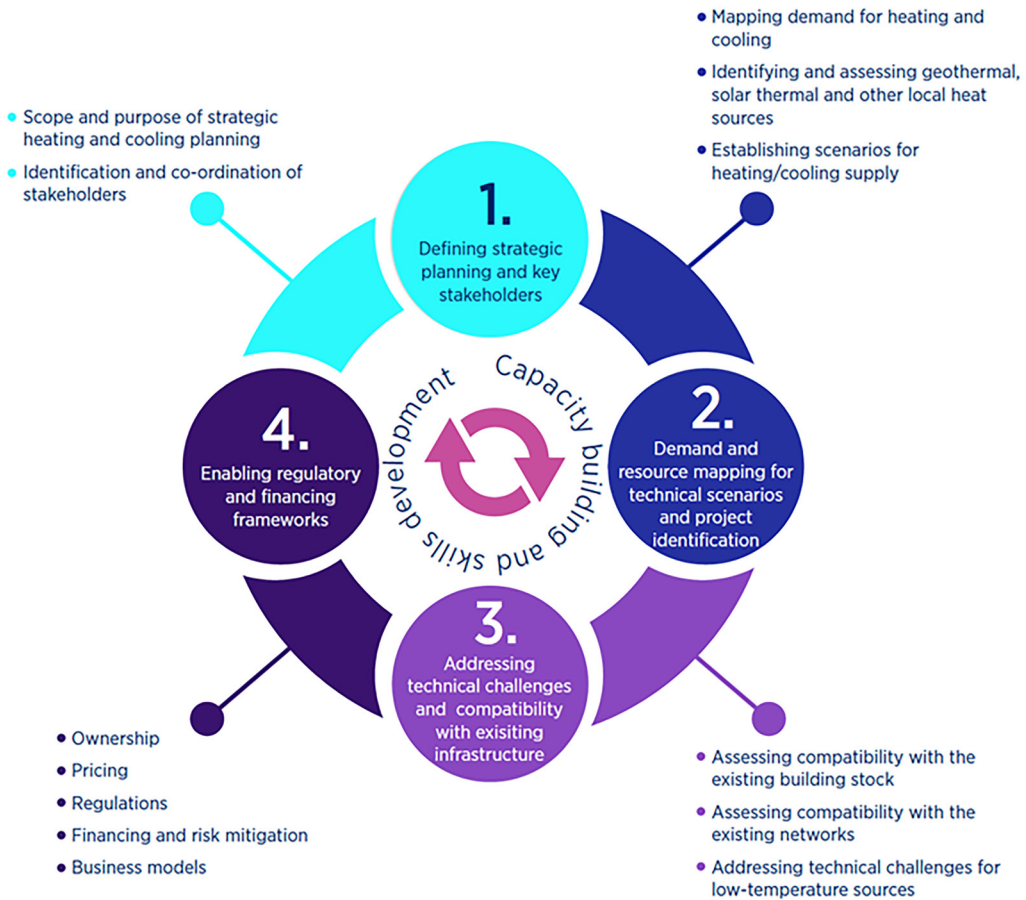 • Scope and purpose of strategic
heating and cooling planning
• Identification and co-ordination of
stakeholders
1.
Defining strategic
planning and key
stakeholders
• Mapping demand for heating and
cooling
• Identifying and assessing geothermal,
solar thermal and other local heat
sources
• Establishing scenarios for
heating/cooling supply
2.
Demand and
resource mapping for
technical scenarios
and project
identification
Capacity building and skills development
3.
Addressing
technical challenges
and compatibility
with exisiting
infrastructure
• Assessing compatibility with the
existing building stock
• Assessing compatibility with the
existing networks
• Addressing technical challenges for
low-temperature sources
4.
Enabling regulatory
and financing
frameworks
• Ownership
• Pricing
• Regulations
• Financing and risk mitigation
• Business models